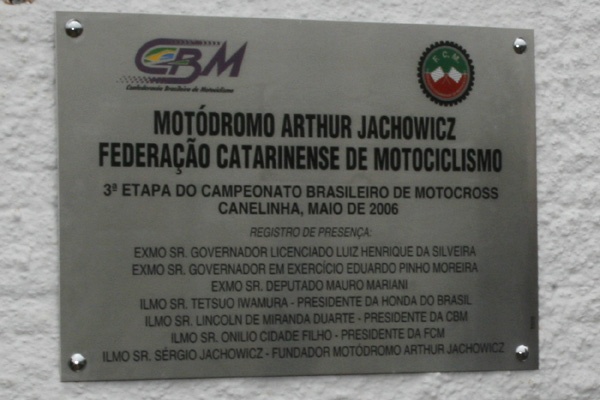 CBM
Confederação Brasileira de Motociclismo
F.C.M.
MOTÓDROMO ARTHUR JACHOWICZ
FEDERAÇÃO CATARINENSE DE MOTOCICLISMO
3ª ETAPA DO CAMPEONATO BRASILEIRO DE MOTOCROSS
CANELINHA, MAIO DE 2006
REGISTRO DE PRESENÇA:
EXMO SR. GOVERNADOR LICENCIADO LUIZ HENRIQUE DA SILVEIRA
EXMO SR. GOVERNADOR EM EXERCÍCIO EDUARDO PINHO MOREIRA
EXMO SR. DEPUTADO MAURO MARIANI
ILMO SR. TETSUO IWAMURA - PRESIDENTE DA HONDA DO BRASIL
ILMO SR. LINCOLN DE MIRANDA DUARTE - PRESIDENTE DA CBM
ILMO SR. ONILIO CIDADE FILHO - PRESIDENTE DA FCM
ILMO SR. SÉRGIO JACHOWICZ - FUNDADOR MOTÓDROMO ARTHUR JACHOWICZ